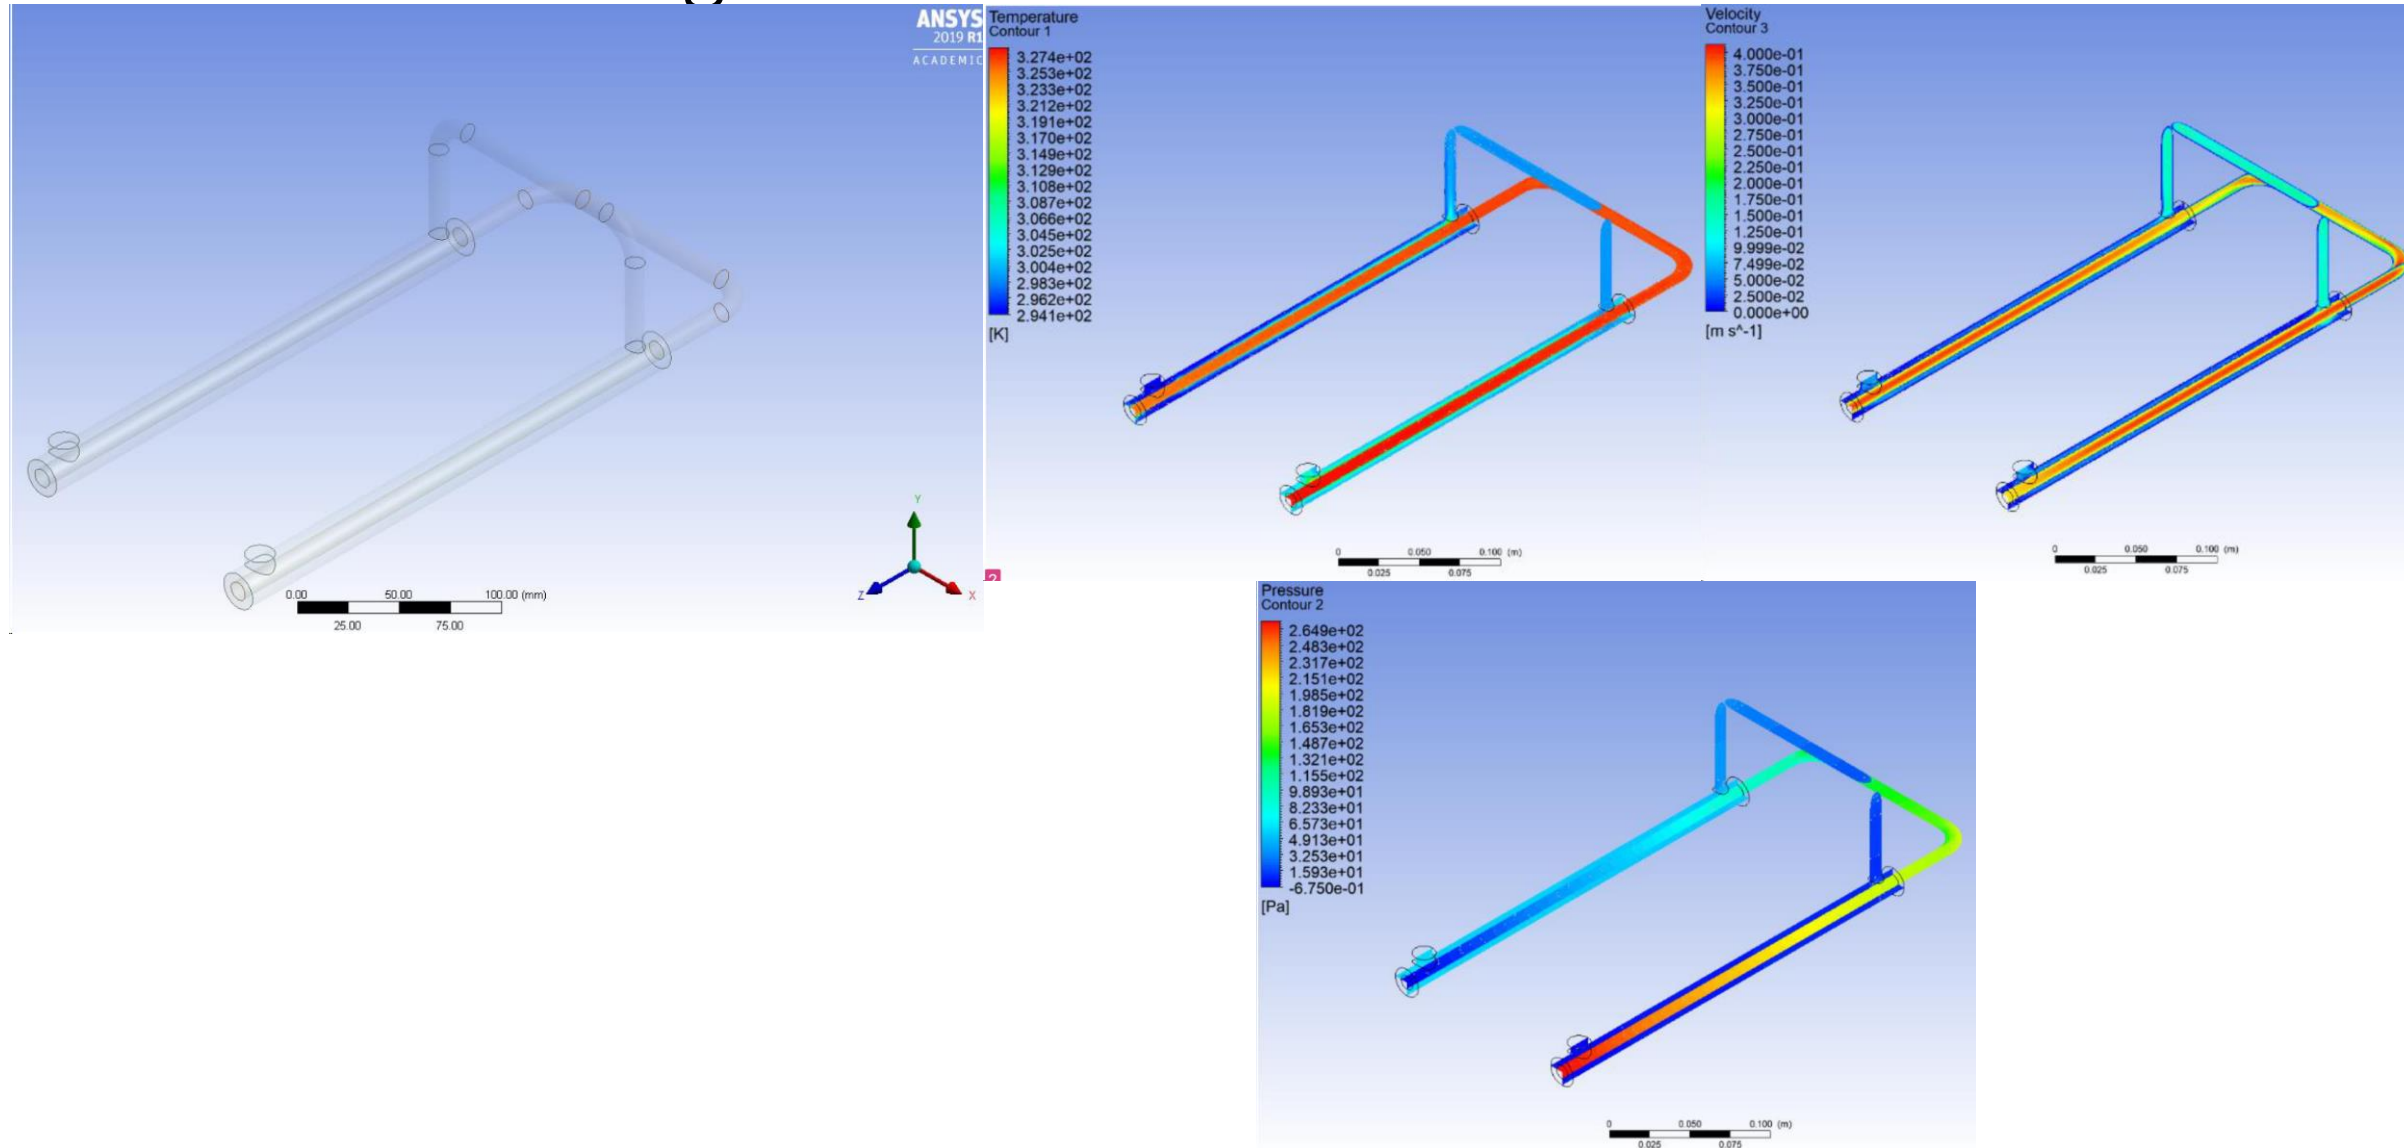 ANSYS
2019 R1
ACADEMIC
Y
Z
X
0.00 50.00 100.00 (mm)
25.00 75.00
Temperature
Contour 1
3.274e+02
3.253e+02
3.233e+02
3.212e+02
3.191e+02
3.170e+02
3.149e+02
3.129e+02
3.108e+02
3.087e+02
3.066e+02
3.045e+02
3.025e+02
3.004e+02
2.983e+02
2.962e+02
2.941e+02
[K]
0 0.050 0.100 (m)
0.025 0.075
Velocity
Contour 3
4.000e-01
3.750e-01
3.500e-01
3.250e-01
3.000e-01
2.750e-01
2.500e-01
2.250e-01
2.000e-01
1.750e-01
1.500e-01
1.250e-01
9.999e-02
7.499e-02
5.000e-02
2.500e-02
0.000e+00
[m s^-1]
0 0.050 0.100 (m)
0.025 0.075
Pressure
Contour 2
2.649e+02
2.483e+02
2.317e+02
2.151e+02
1.985e+02
1.819e+02
1.653e+02
1.487e+02
1.321e+02
1.155e+02
9.893e+01
8.233e+01
6.573e+01
4.913e+01
3.253e+01
1.593e+01
-6.750e-01
[Pa]
0 0.050 0.100 (m)
0.025 0.075